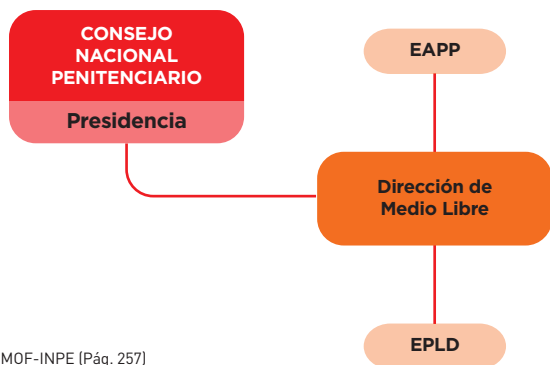 CONSEJO
NACIONAL
PENITENCIARIO
Presidencia
EAPP
Dirección de
Medio Libre
EPLD
MOF-INPE (Pág. 257)